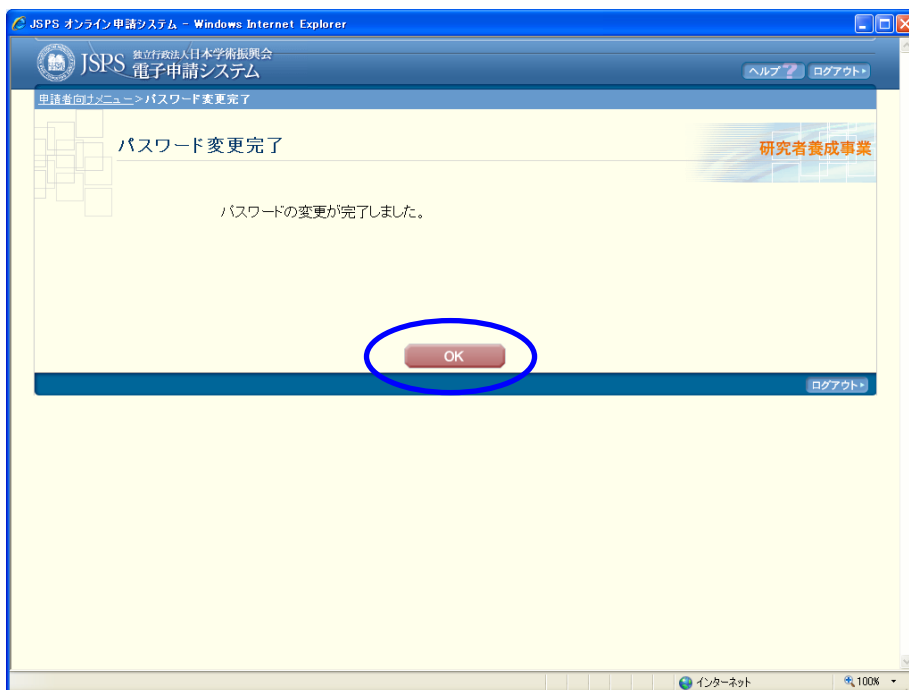 JSPS オンライン申請システム - Windows Internet Explorer
JSPS 独立行政法人日本学術振興会
電子申請システム
ヘルプ ? ログアウト
申請者向けメニュー>パスワード変更完了
パスワード変更完了
研究者養成事業
パスワードの変更が完了しました。
OK
ログアウト
インターネット
100%